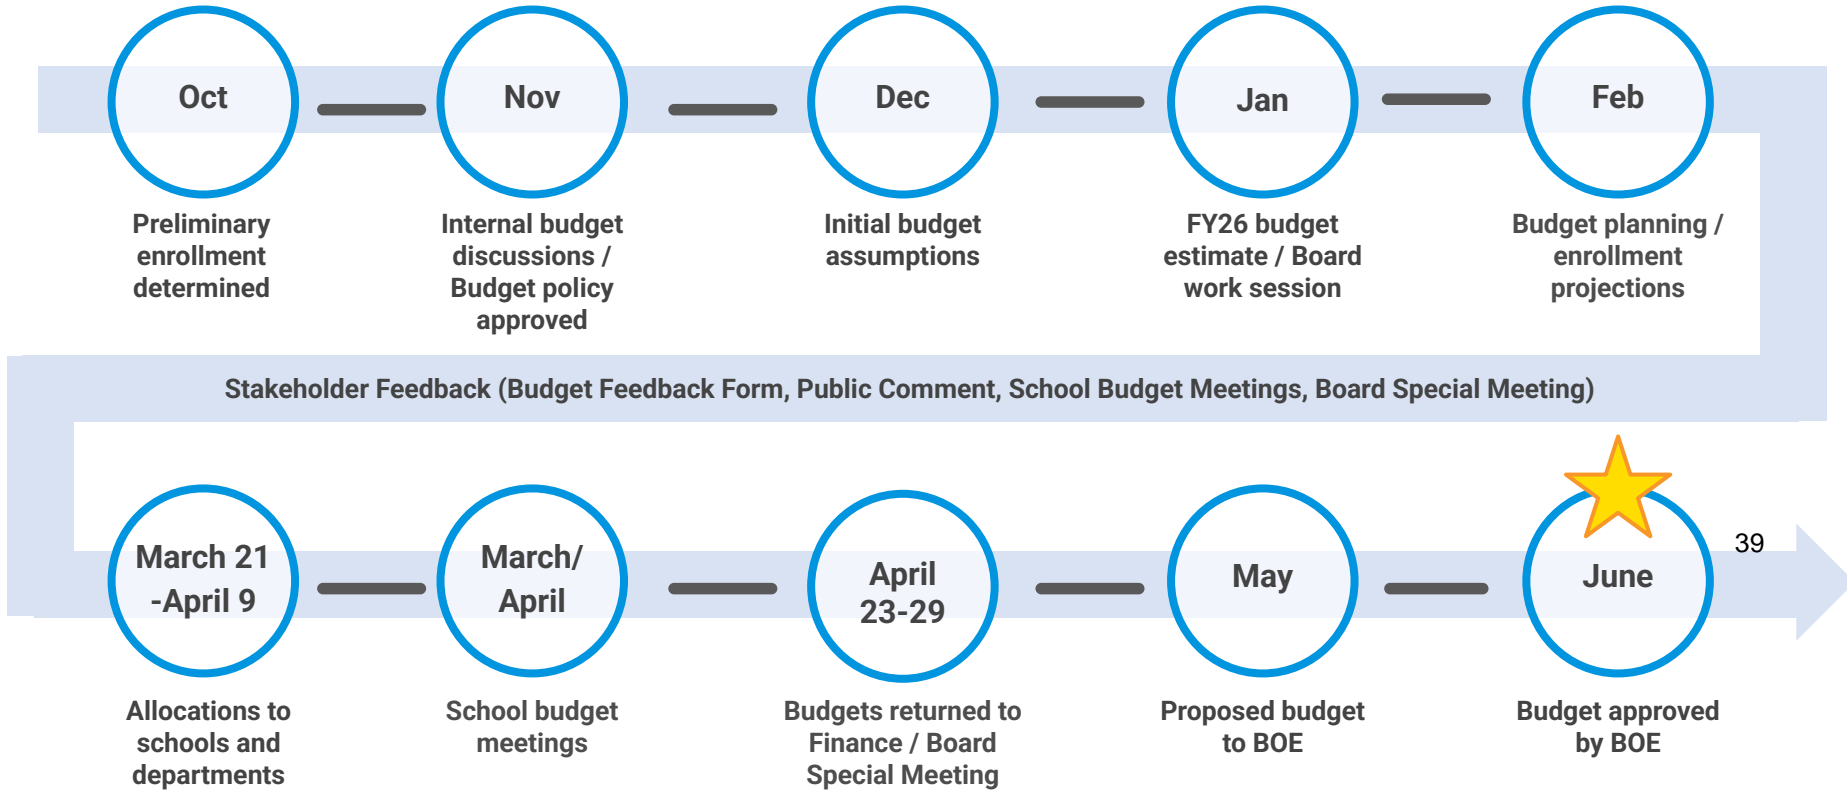 Oct
Nov
Dec
Jan
Feb
Preliminary
enrollment
determined
Internal budget
discussions /
Budget policy
approved
Initial budget
assumptions
FY26 budget
estimate / Board
work session
Budget planning /
enrollment
projections
Stakeholder Feedback (Budget Feedback Form, Public Comment, School Budget Meetings, Board Special Meeting)
March 21
-April 9
March/
April
April
23-29
May
June
39
Allocations to
schools and
departments
School budget
meetings
Budgets returned to
Finance / Board
Special Meeting
Proposed budget
to BOE
Budget approved
by BOE